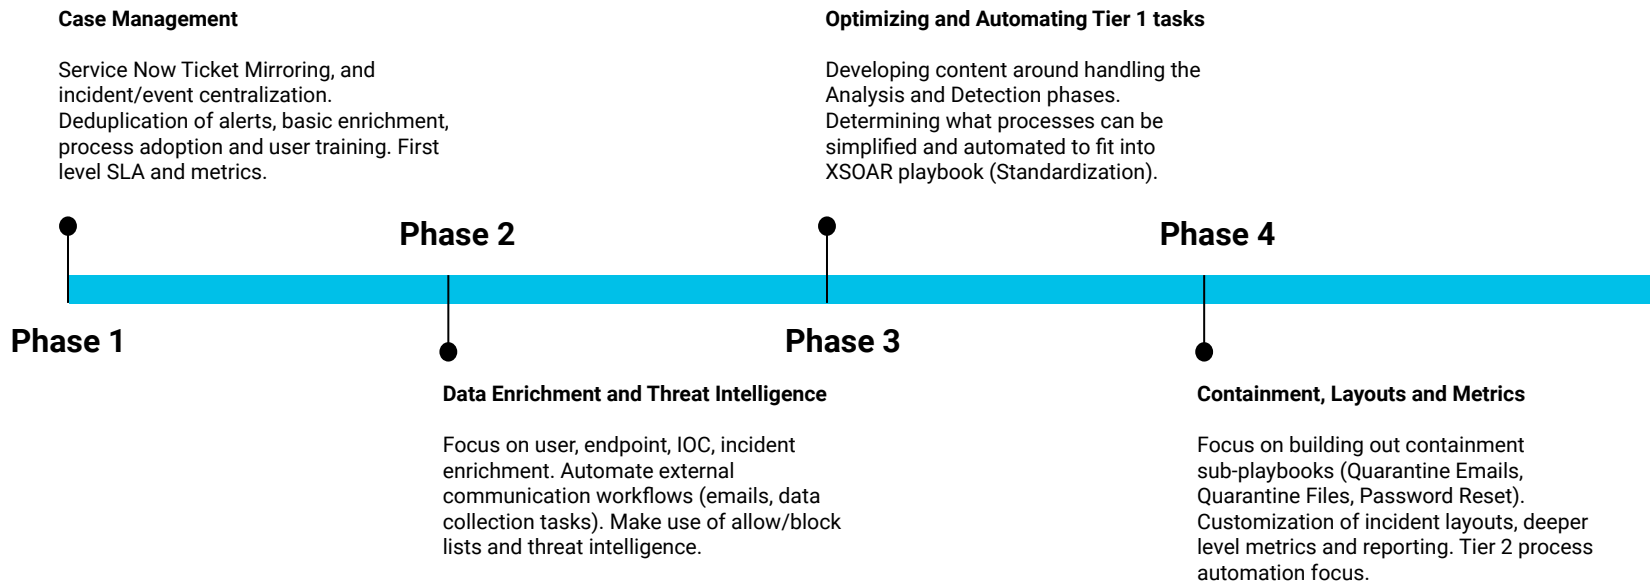 Case Management
Service Now Ticket Mirroring, and
incident/event centralization.
Deduplication of alerts, basic enrichment,
process adoption and user training. First
level SLA and metrics.
Phase 1
Phase 2
Data Enrichment and Threat Intelligence
Focus on user, endpoint, IOC, incident
enrichment. Automate external
communication workflows (emails, data
collection tasks). Make use of allow/block
lists and threat intelligence.
Optimizing and Automating Tier 1 tasks
Developing content around handling the
Analysis and Detection phases.
Determining what processes can be
simplified and automated to fit into
XSOAR playbook (Standardization).
Phase 3
Phase 4
Containment, Layouts and Metrics
Focus on building out containment
sub-playbooks (Quarantine Emails,
Quarantine Files, Password Reset).
Customization of incident layouts, deeper
level metrics and reporting. Tier 2 process
automation focus.